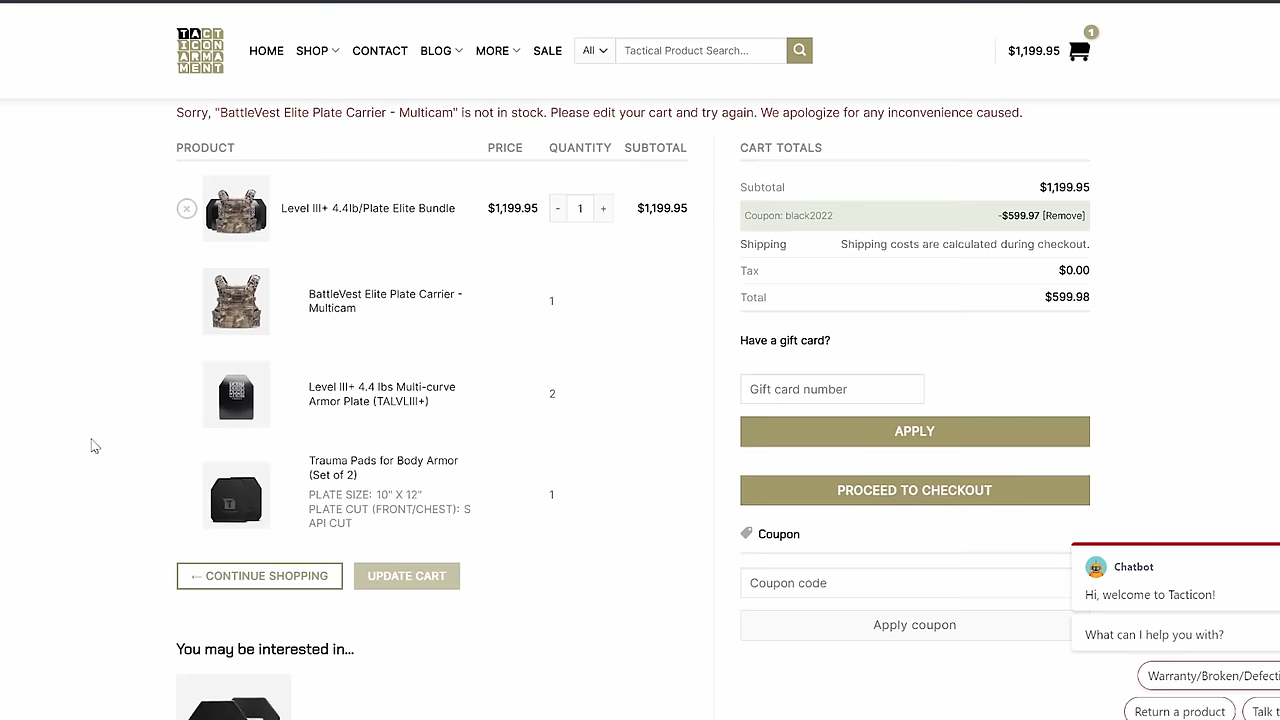 TACT
ICON
ARMA
MENT
HOME SHOP CONTACT BLOG MORE SALE All Tactical Product Search... $1,199.95 1
Sorry, "BattleVest Elite Plate Carrier - Multicam" is not in stock. Please edit your cart and try again. We apologize for any inconvenience caused.
PRODUCT PRICE QUANTITY SUBTOTAL
Level III+ 4.4lb/Plate Elite Bundle $1,199.95 - 1 + $1,199.95
BattleVest Elite Plate Carrier -
Multicam
1
Level III+ 4.4 lbs Multi-curve
Armor Plate (TALVLIII+)
2
Trauma Pads for Body Armor
(Set of 2)
PLATE SIZE: 10" X 12"
PLATE CUT (FRONT/CHEST): S
API CUT
1
← CONTINUE SHOPPING UPDATE CART
You may be interested in...
CART TOTALS
Subtotal $1,199.95
Coupon: black2022 -$599.97 [Remove]
Shipping Shipping costs are calculated during checkout.
Tax $0.00
Total $599.98
Have a gift card?
Gift card number
APPLY
PROCEED TO CHECKOUT
Coupon
Coupon code
Apply coupon
Chatbot
Hi, welcome to Tacticon!
What can I help you with?
Warranty/Broken/Defecti
Return a product Talk t